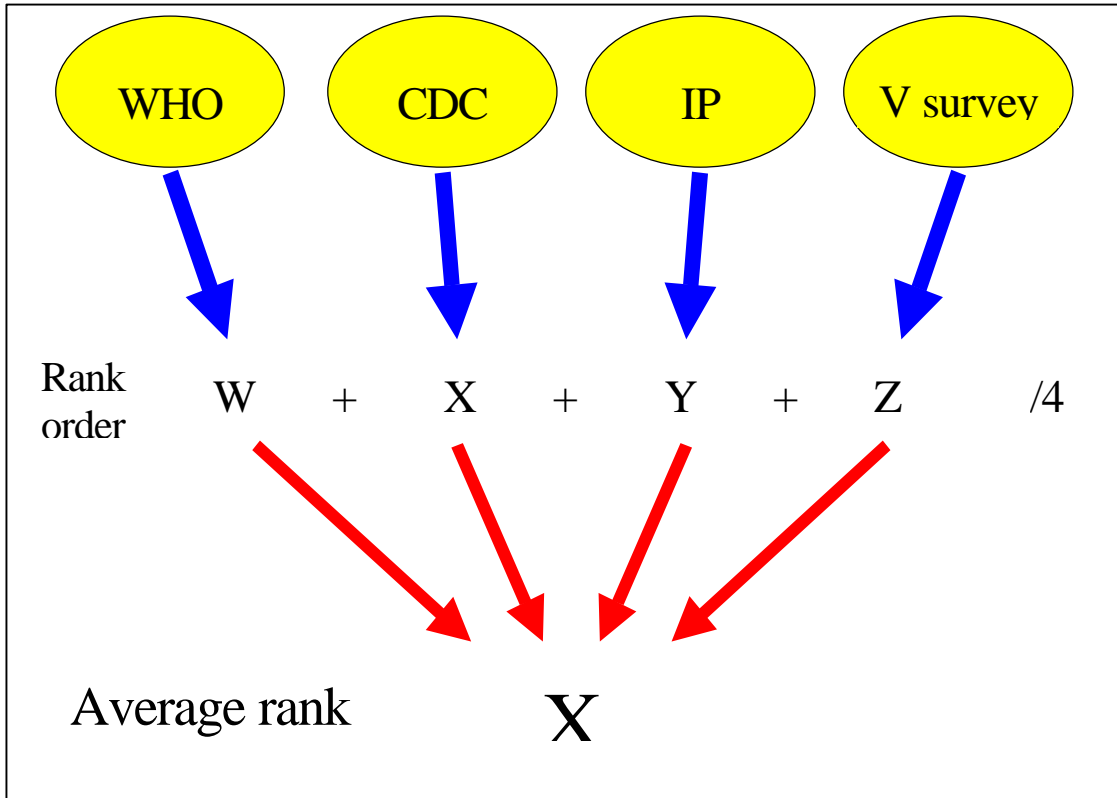 WHO CDC IP V survey
Rank
order
W + X + Y + Z /4
Average rank X